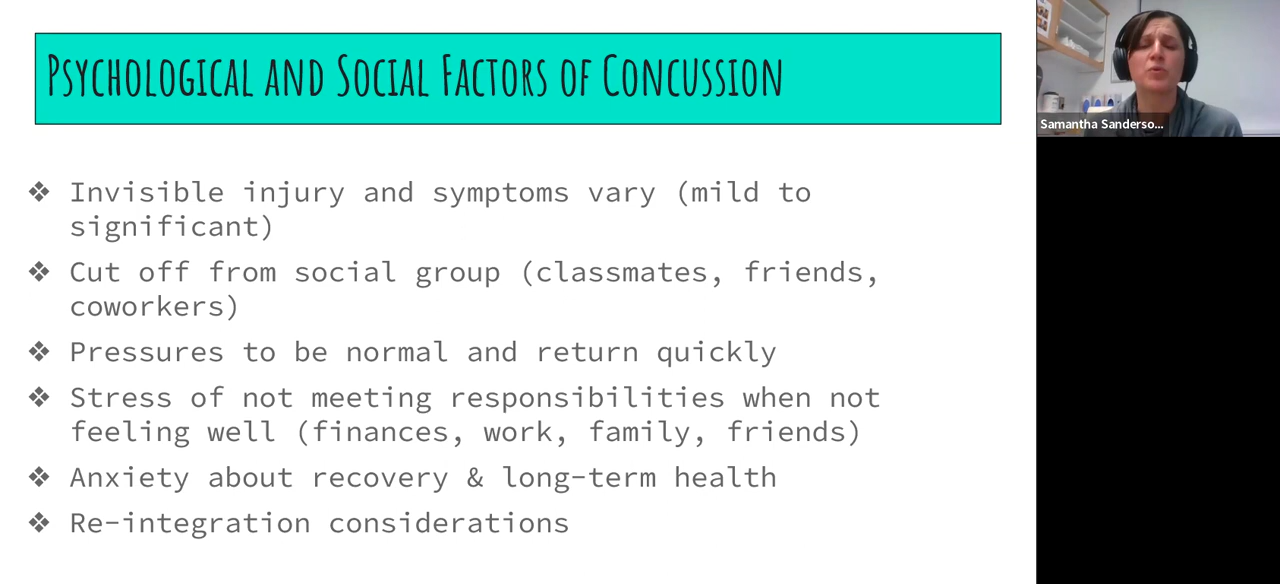 Psychological and Social Factors of Concussion
❖ Invisible injury and symptoms vary (mild to
significant)
❖ Cut off from social group (classmates, friends,
coworkers)
❖ Pressures to be normal and return quickly
❖ Stress of not meeting responsibilities when not
feeling well (finances, work, family, friends)
❖ Anxiety about recovery & long-term health
❖ Re-integration considerations
Samantha Sanderso...